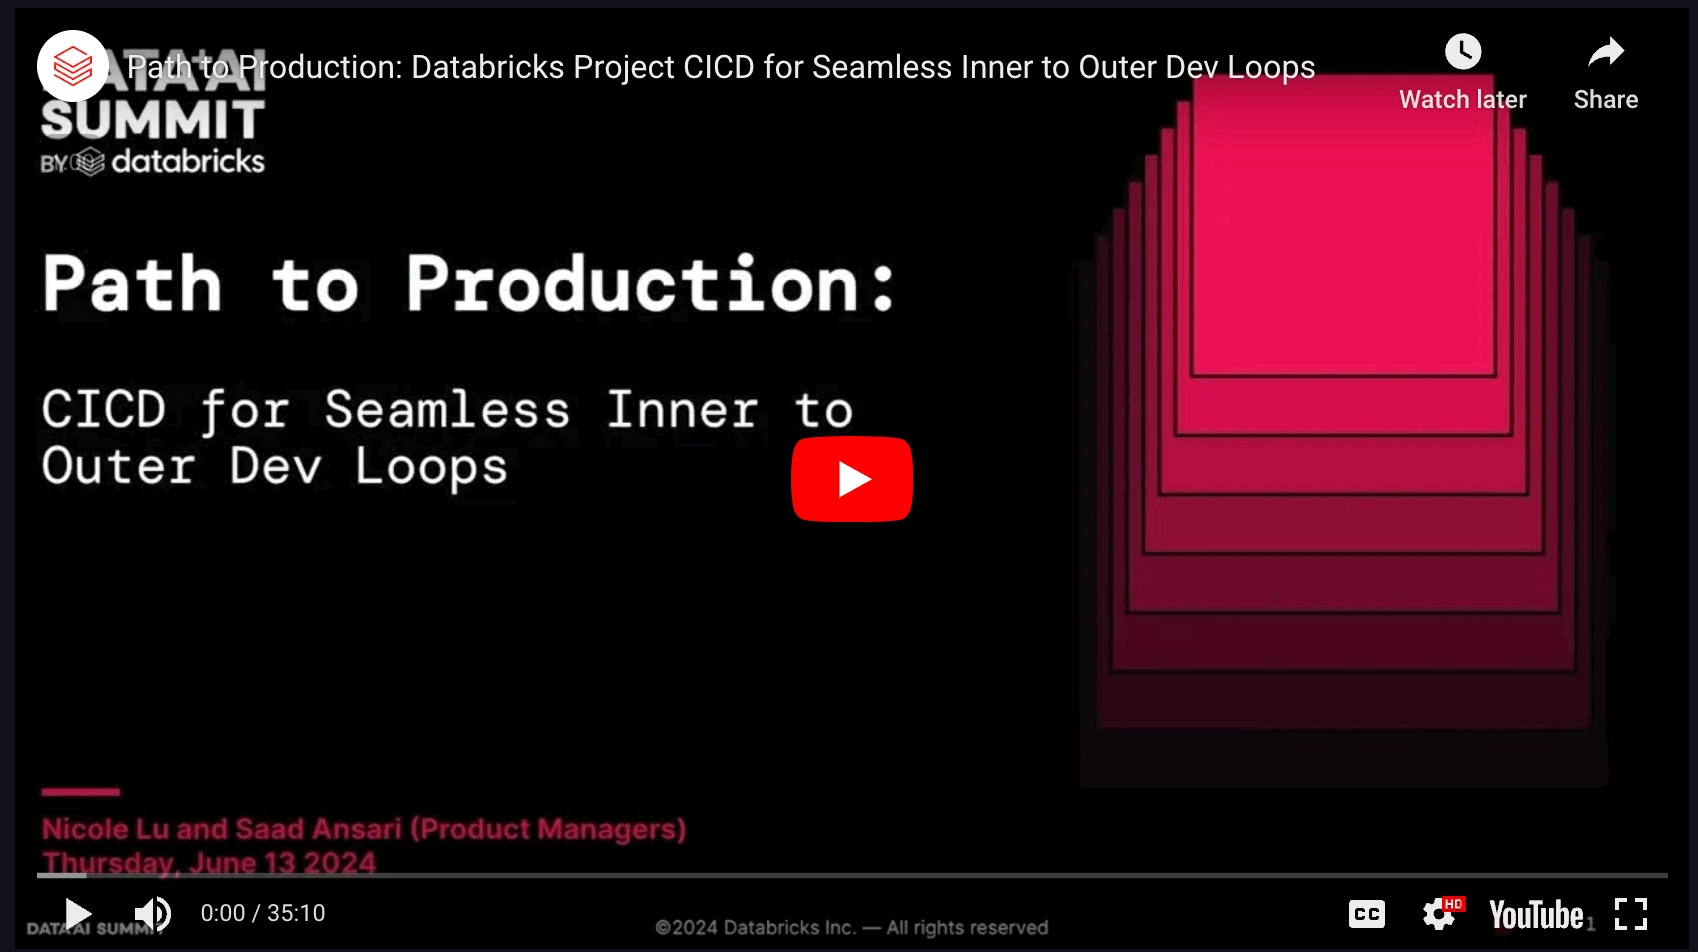 Path to Production: Databricks Project CICD for Seamless Inner to Outer Dev Loops
Watch later
Share
DATA+AI
SUMMIT
BY databricks
Path to Production:
CICD for Seamless Inner to
Outer Dev Loops
Nicole Lu and Saad Ansari (Product Managers)
Thursday, June 13 2024
0:00 / 35:10
CC
HD
YouTube
DATA+AI SUMMIT
©2024 Databricks Inc. — All rights reserved
1